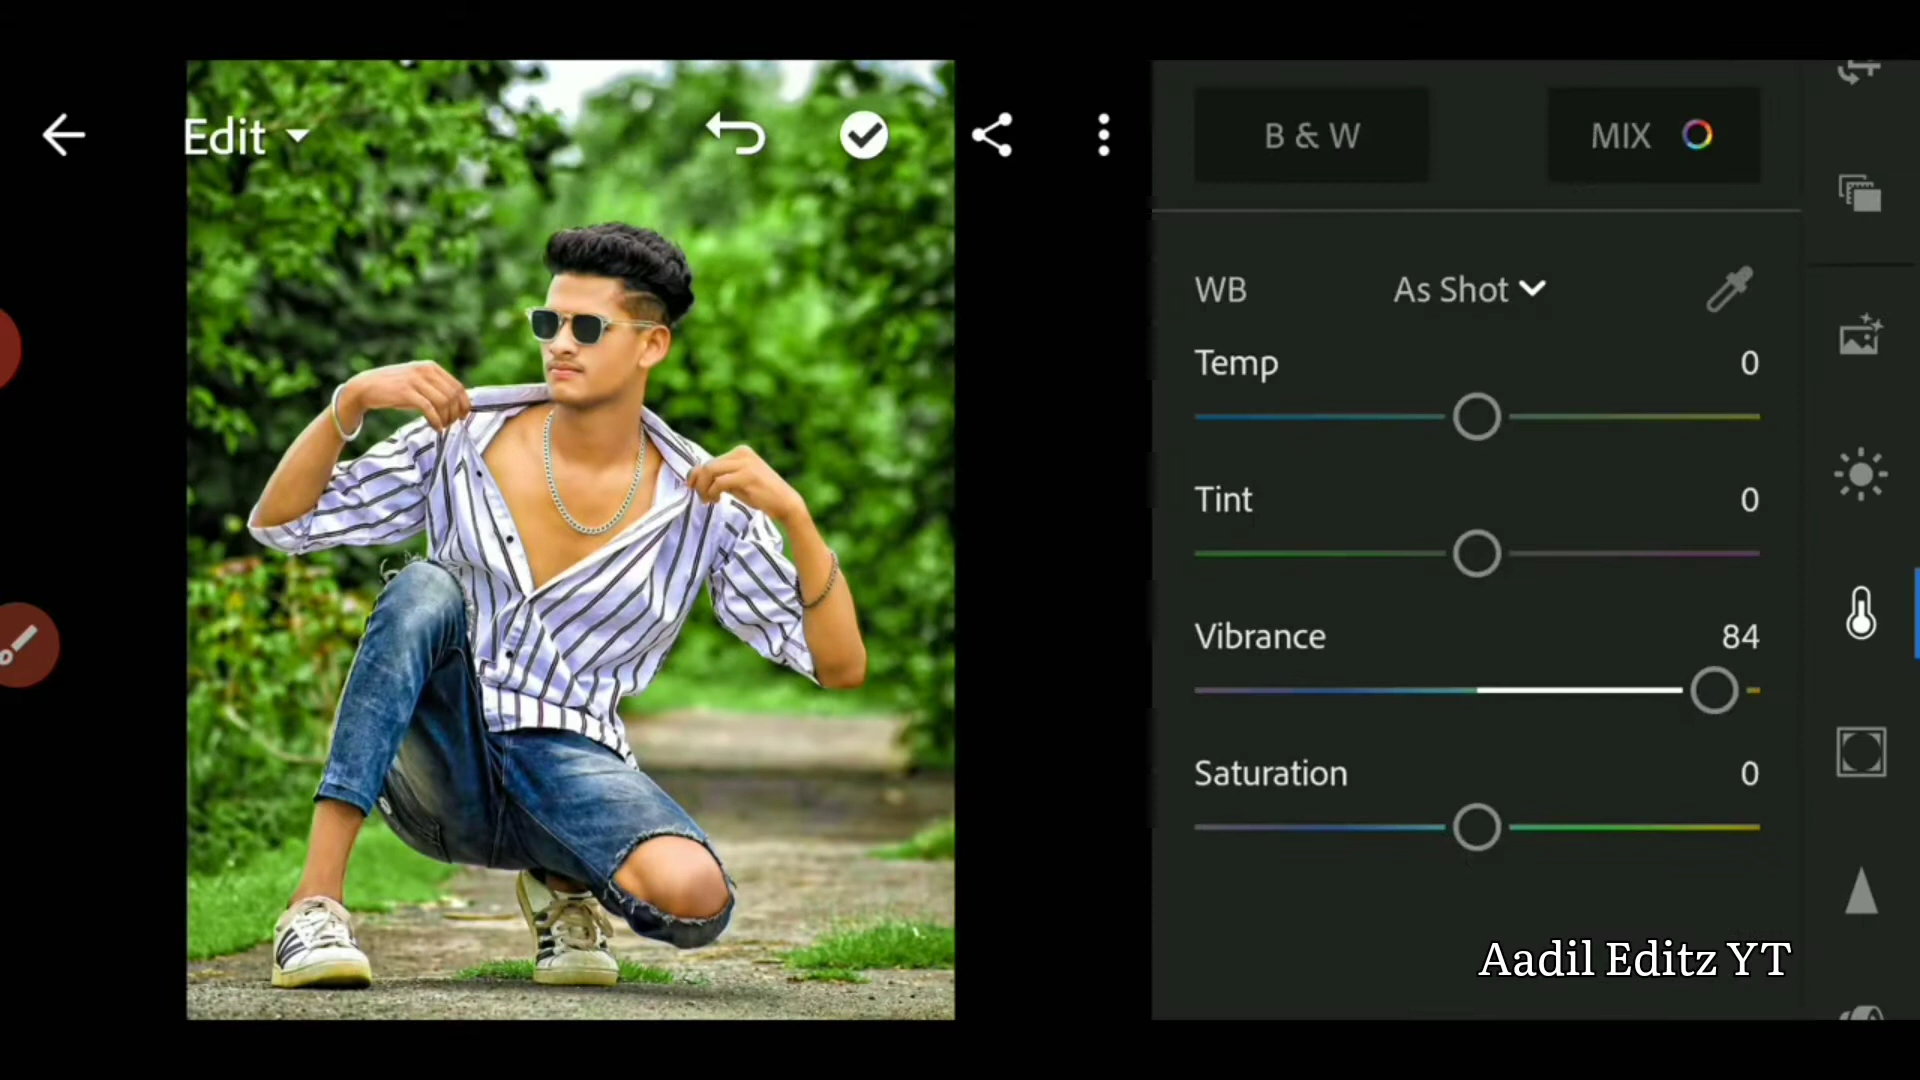 Edit
B & W
MIX
WB
As Shot
Temp
0
Tint
0
Vibrance
84
Saturation
0
Aadil Editz YT